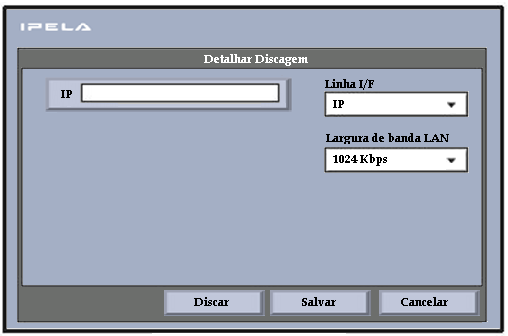 IPELA
Detalhar Discagem
IP
Linha I/F
IP
Largura de banda LAN
1024 Kbps
Discar Salvar Cancelar